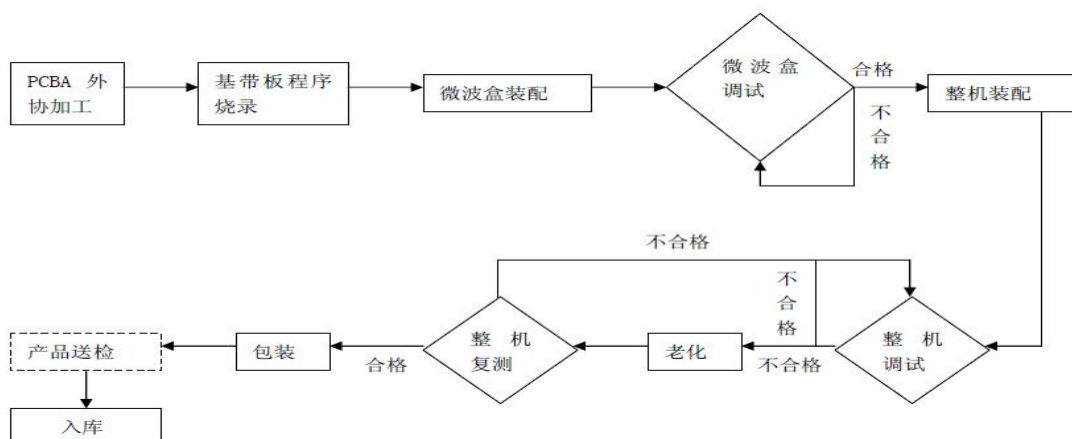 PCBA 外
协加工
基带板程序
烧录
微波盒装配
微波盒
调试
合格
不
合
格
整机装配
不合格
不
合
格
产品送检
包装
合格
整机
复测
老化
不合格
整机
调试
入库